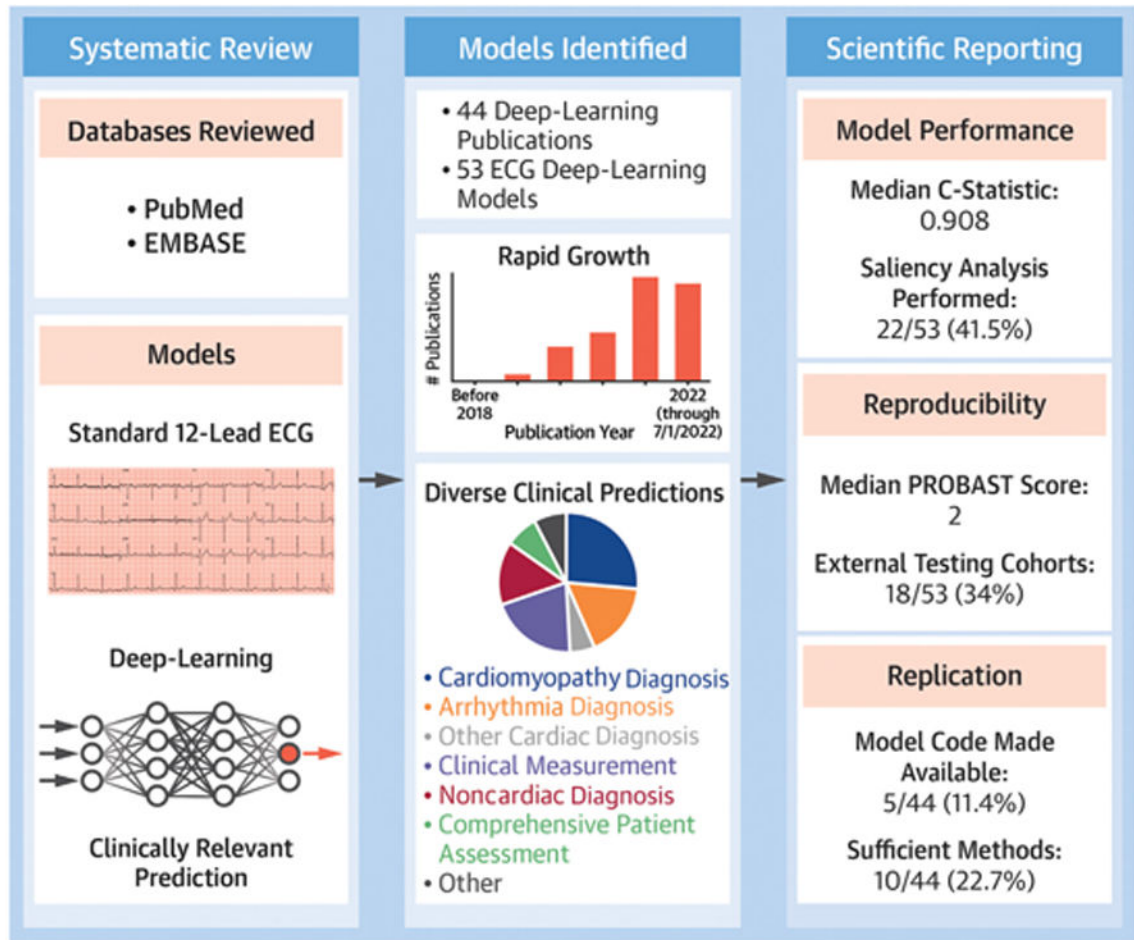 Systematic Review
Databases Reviewed
• PubMed
• EMBASE
Models
Standard 12-Lead ECG
Deep-Learning
Clinically Relevant
Prediction
Models Identified
• 44 Deep-Learning
Publications
• 53 ECG Deep-Learning
Models
Rapid Growth
# Publications
Before
2018
2022
(through
7/1/2022)
Publication Year
Diverse Clinical Predictions
• Cardiomyopathy Diagnosis
• Arrhythmia Diagnosis
• Other Cardiac Diagnosis
• Clinical Measurement
• Noncardiac Diagnosis
• Comprehensive Patient
Assessment
• Other
Scientific Reporting
Model Performance
Median C-Statistic:
0.908
Saliency Analysis
Performed:
22/53 (41.5%)
Reproducibility
Median PROBAST Score:
2
External Testing Cohorts:
18/53 (34%)
Replication
Model Code Made
Available:
5/44 (11.4%)
Sufficient Methods:
10/44 (22.7%)